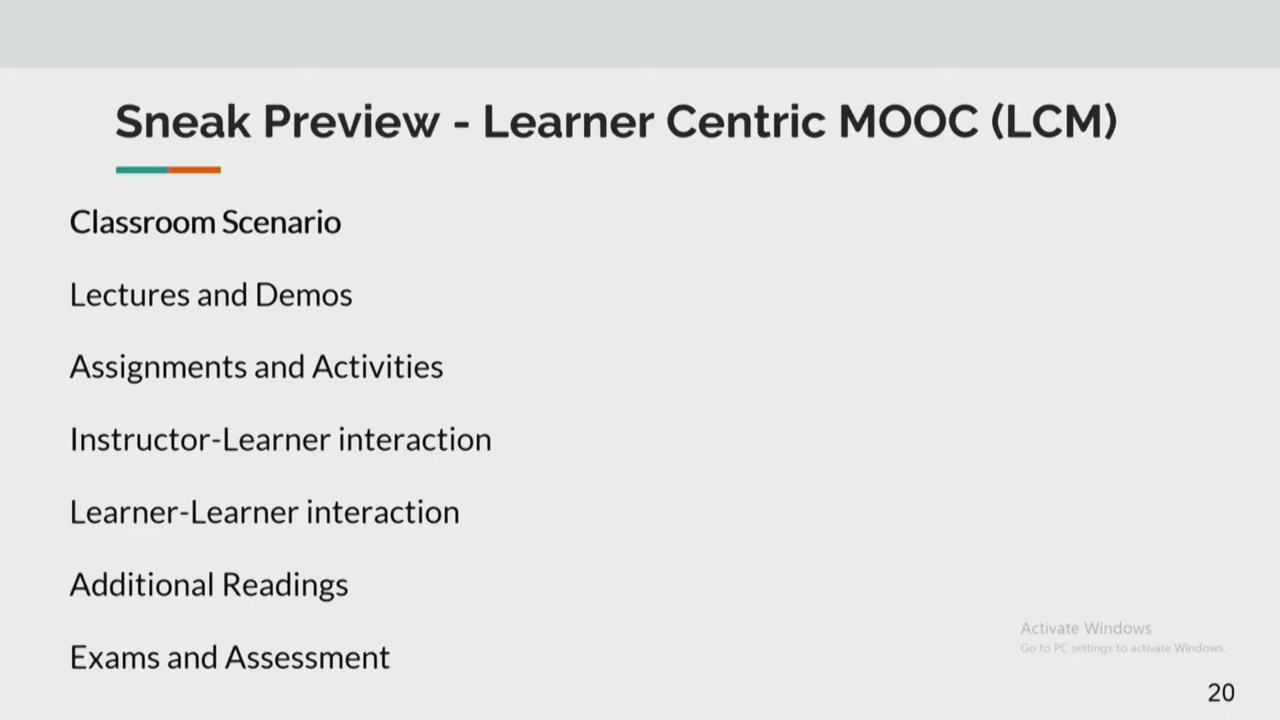 Sneak Preview - Learner Centric MOOC (LCM)
Classroom Scenario
Lectures and Demos
Assignments and Activities
Instructor-Learner interaction
Learner-Learner interaction
Additional Readings
Exams and Assessment
Activate Windows
Go to PC settings to activate Windows.
20